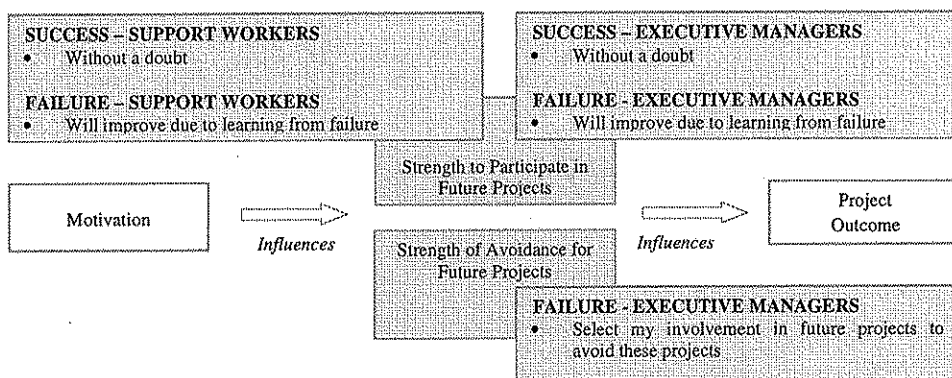 SUCCESS – SUPPORT WORKERS
• Without a doubt
FAILURE – SUPPORT WORKERS
• Will improve due to learning from failure
SUCCESS – EXECUTIVE MANAGERS
• Without a doubt
FAILURE - EXECUTIVE MANAGERS
• Will improve due to learning from failure
Strength to Participate in
Future Projects
Motivation
Influences
Influences
Project
Outcome
Strength of Avoidance for
Future Projects
FAILURE - EXECUTIVE MANAGERS
• Select my involvement in future projects to
avoid these projects